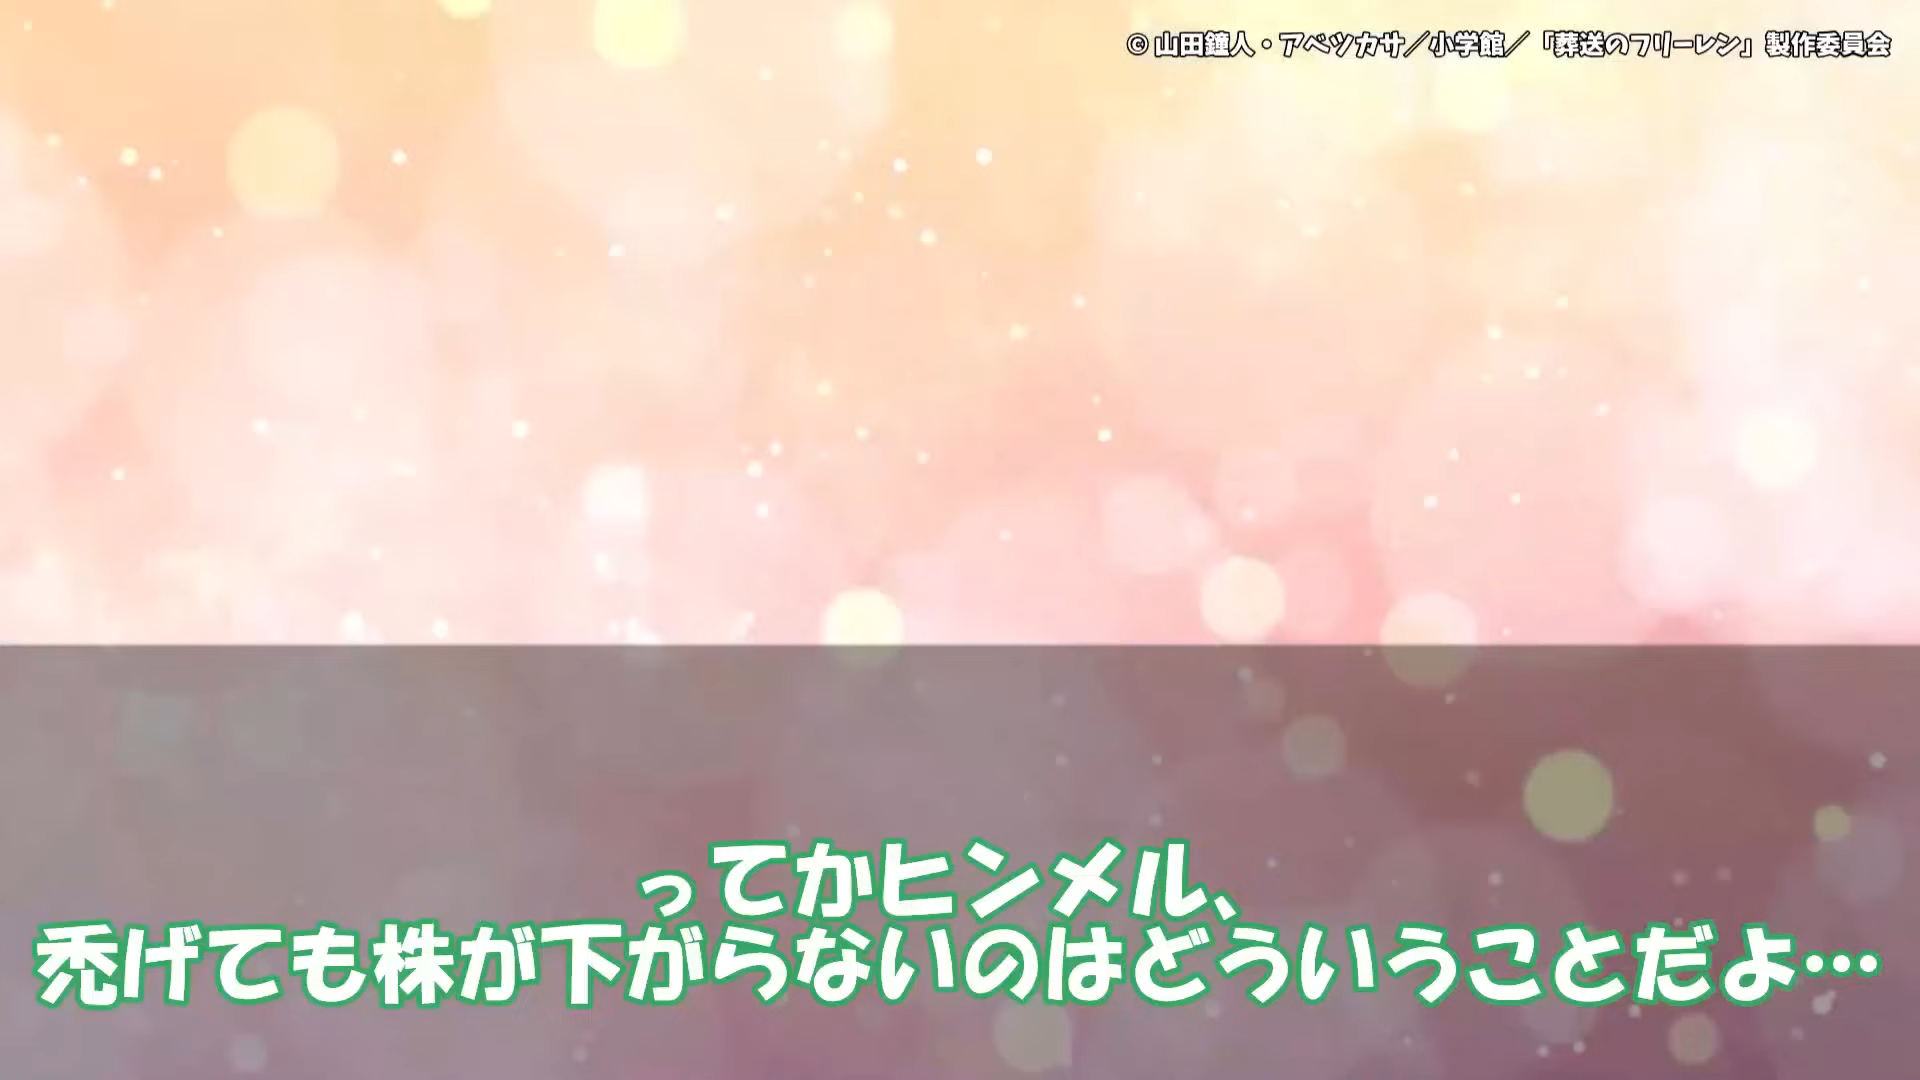 © 山田鐘人・アベツカサ／小学館／「葬送のフリーレン」製作委員会
ってかヒンメル、
禿げても株が下がらないのはどういうことだよ…